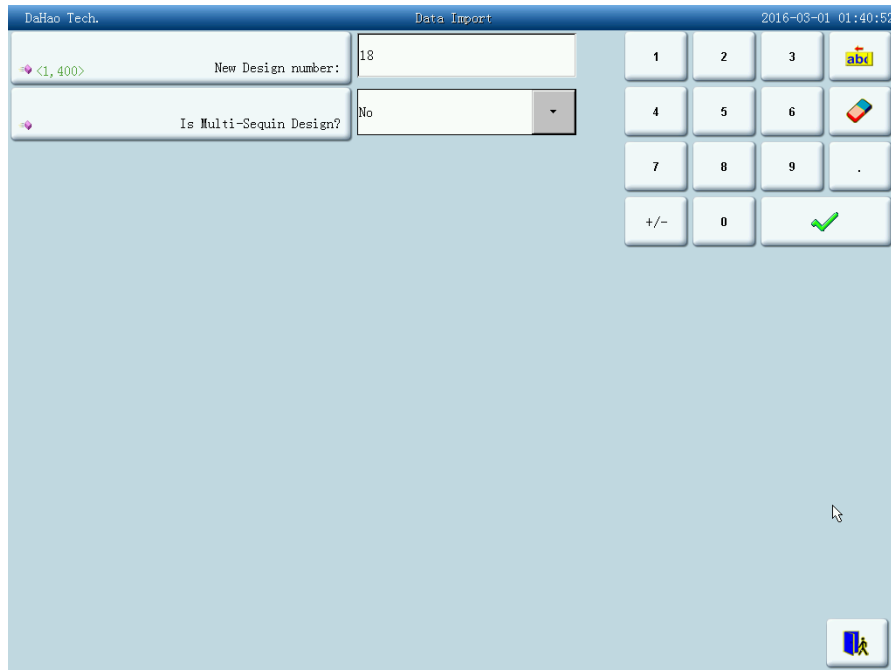 DaHao Tech. Data Import 2016-03-01 01:40:52
<1,400> New Design number: 18
Is Multi-Sequin Design? No
1 2 3 abc
4 5 6
7 8 9 .
+/- 0